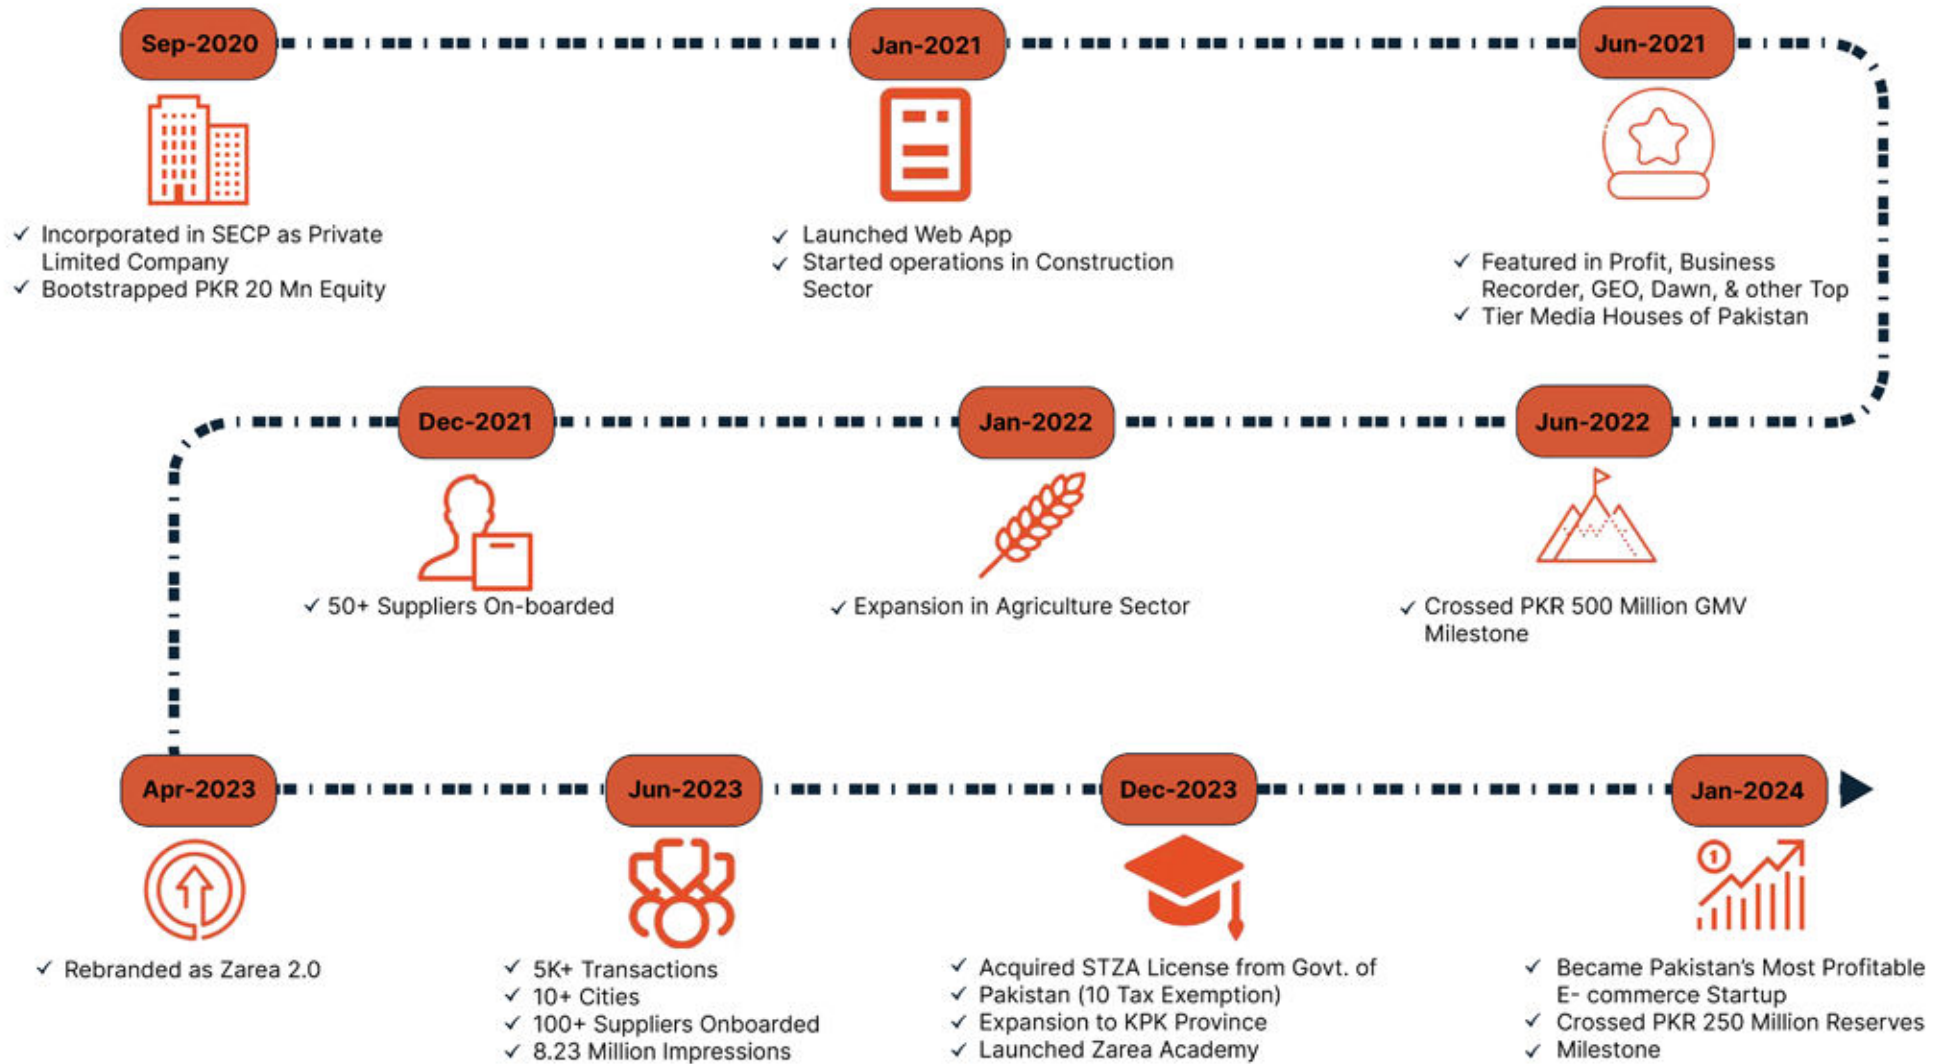 Sep-2020
Jan-2021
Jun-2021
✓ Incorporated in SECP as Private
Limited Company
✓ Bootstrapped PKR 20 Mn Equity
✓ Launched Web App
✓ Started operations in Construction
Sector
✓ Featured in Profit, Business
Recorder, GEO, Dawn, & other Top
✓ Tier Media Houses of Pakistan
Dec-2021
Jan-2022
Jun-2022
✓ 50+ Suppliers On-boarded
✓ Expansion in Agriculture Sector
✓ Crossed PKR 500 Million GMV
Milestone
Apr-2023
Jun-2023
Dec-2023
Jan-2024
1
✓ Rebranded as Zarea 2.0
✓ 5K+ Transactions
✓ 10+ Cities
✓ 100+ Suppliers Onboarded
✓ 8.23 Million Impressions
✓ Acquired STZA License from Govt. of
✓ Pakistan (10 Tax Exemption)
✓ Expansion to KPK Province
✓ Launched Zarea Academy
✓ Became Pakistan's Most Profitable
E- commerce Startup
✓ Crossed PKR 250 Million Reserves
✓ Milestone